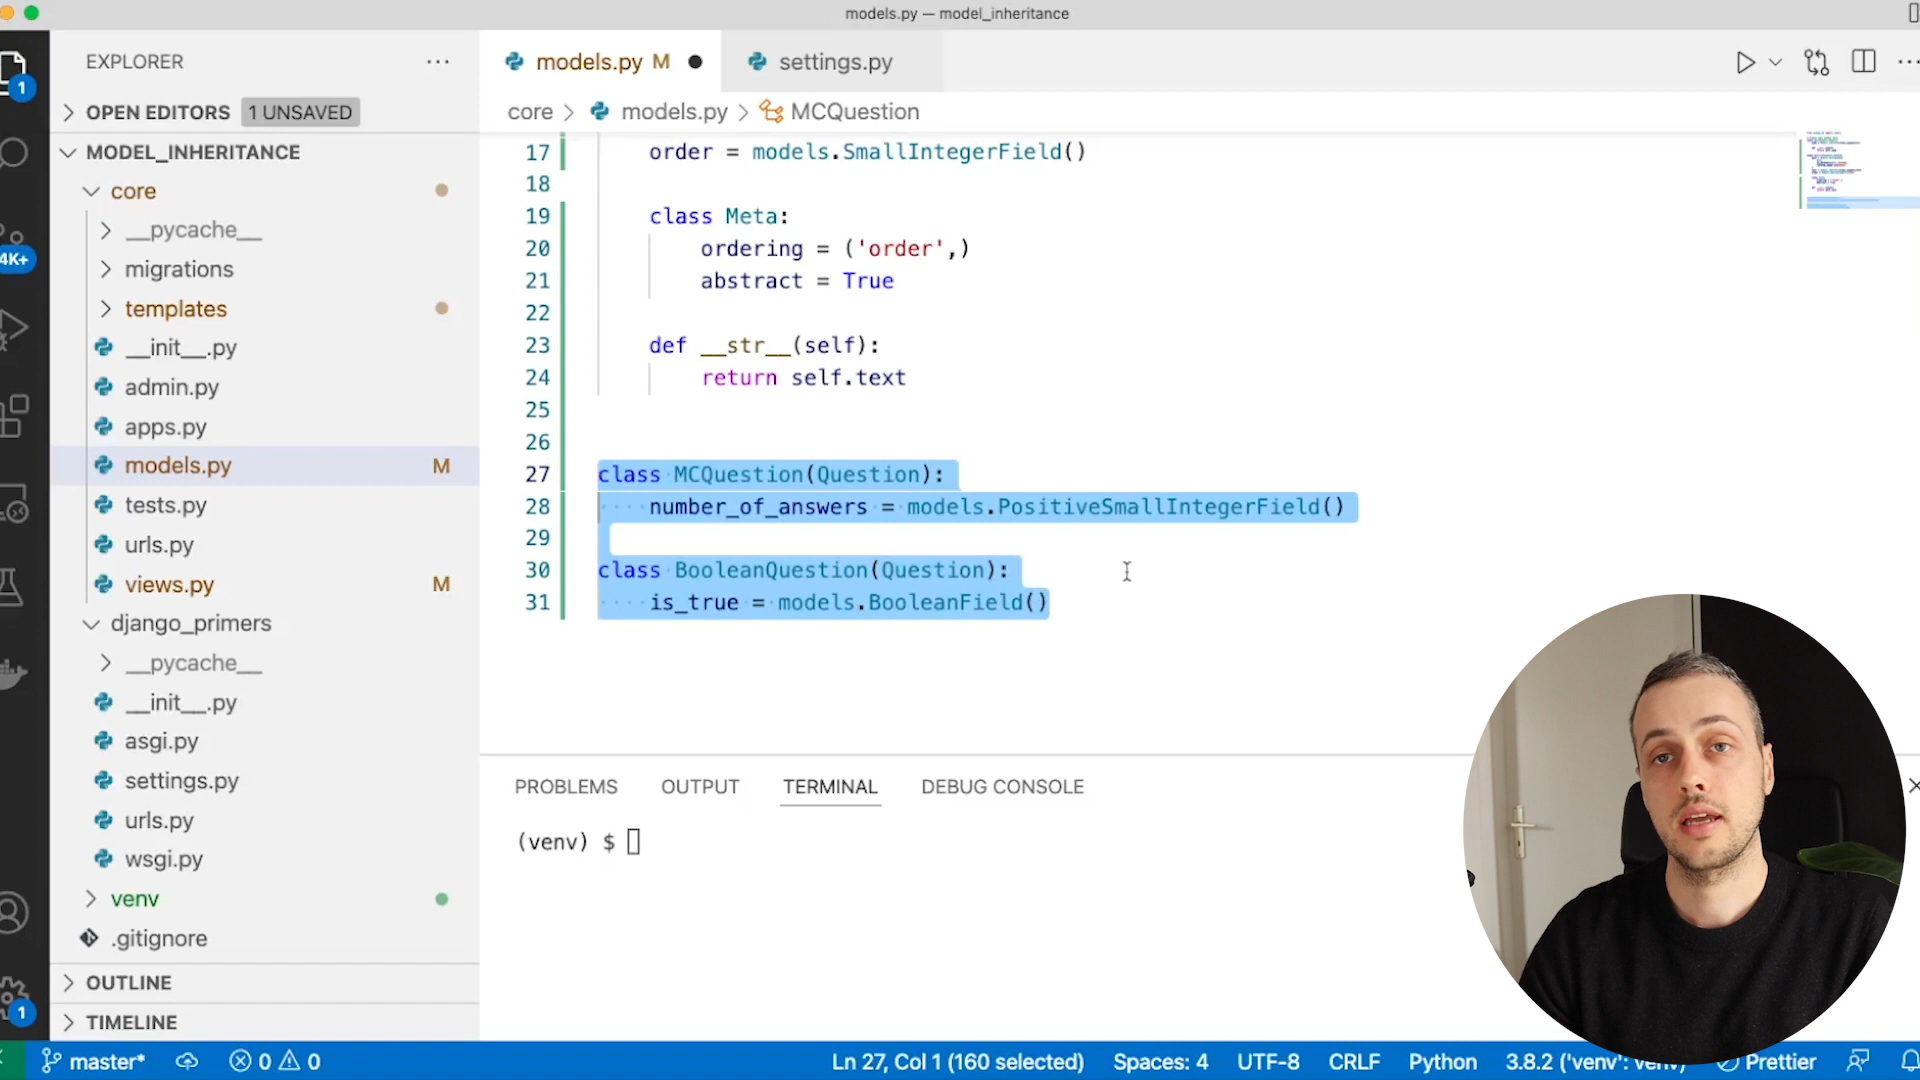 models.py — model_inheritance
1
4K+
1
EXPLORER
OPEN EDITORS 1 UNSAVED
MODEL_INHERITANCE
core
__pycache__
migrations
templates
__init__.py
admin.py
apps.py
models.py M
tests.py
urls.py
views.py M
django_primers
__pycache__
__init__.py
asgi.py
settings.py
urls.py
wsgi.py
venv
.gitignore
OUTLINE
TIMELINE
models.py M
settings.py
core > models.py > MCQuestion
17 order = models.SmallIntegerField()
18
19 class Meta:
20 ordering = ('order',)
21 abstract = True
22
23 def __str__(self):
24 return self.text
25
26
27 class MCQuestion(Question):
28 number_of_answers = models.PositiveSmallIntegerField()
29
30 class BooleanQuestion(Question):
31 is_true = models.BooleanField()
PROBLEMS OUTPUT TERMINAL DEBUG CONSOLE
(venv) $
master* 0 0 Ln 27, Col 1 (160 selected) Spaces: 4 UTF-8 CRLF Python 3.8.2 ('venv': venv) Prettier